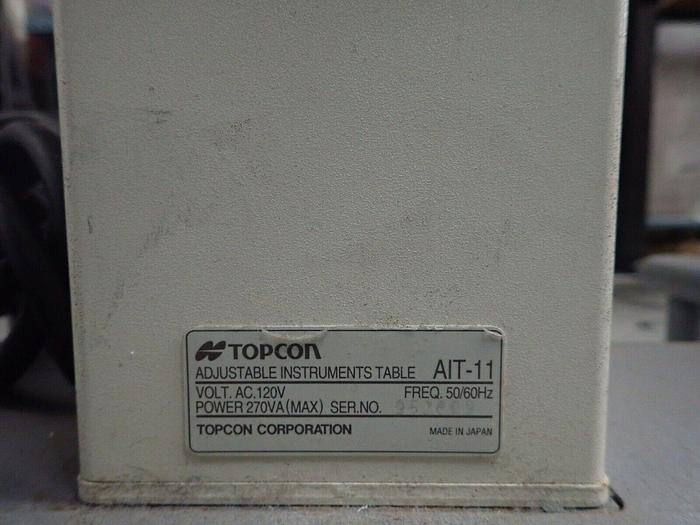 TOPCON
ADJUSTABLE INSTRUMENTS TABLE AIT-11
VOLT. AC.120V FREQ. 50/60Hz
POWER 270VA(MAX) SER.NO.
TOPCON CORPORATION MADE IN JAPAN